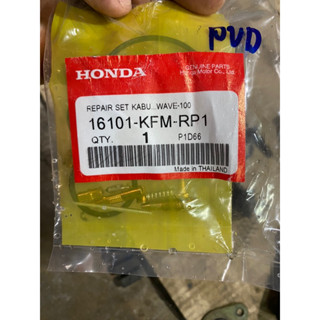 PVD
HONDA
GENUINE PARTS
Honda Motor Co., Ltd.
REPAIR SET KABU..WAVE-100
16101-KFM-RP1
QTY. 1 P1D66
Made in THAILAND